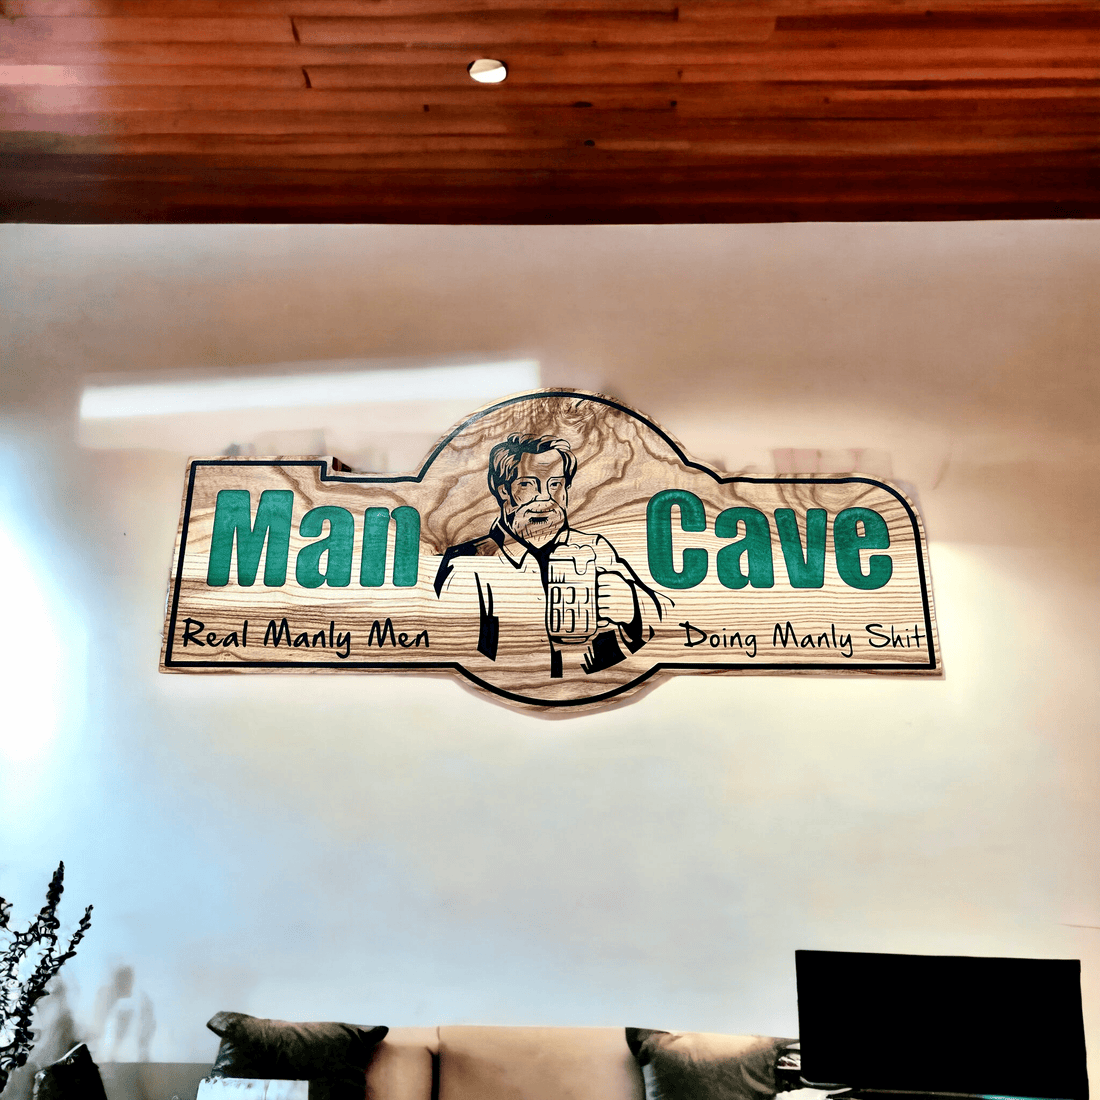 Man Cave
Real Manly Men
Doing Manly Shit